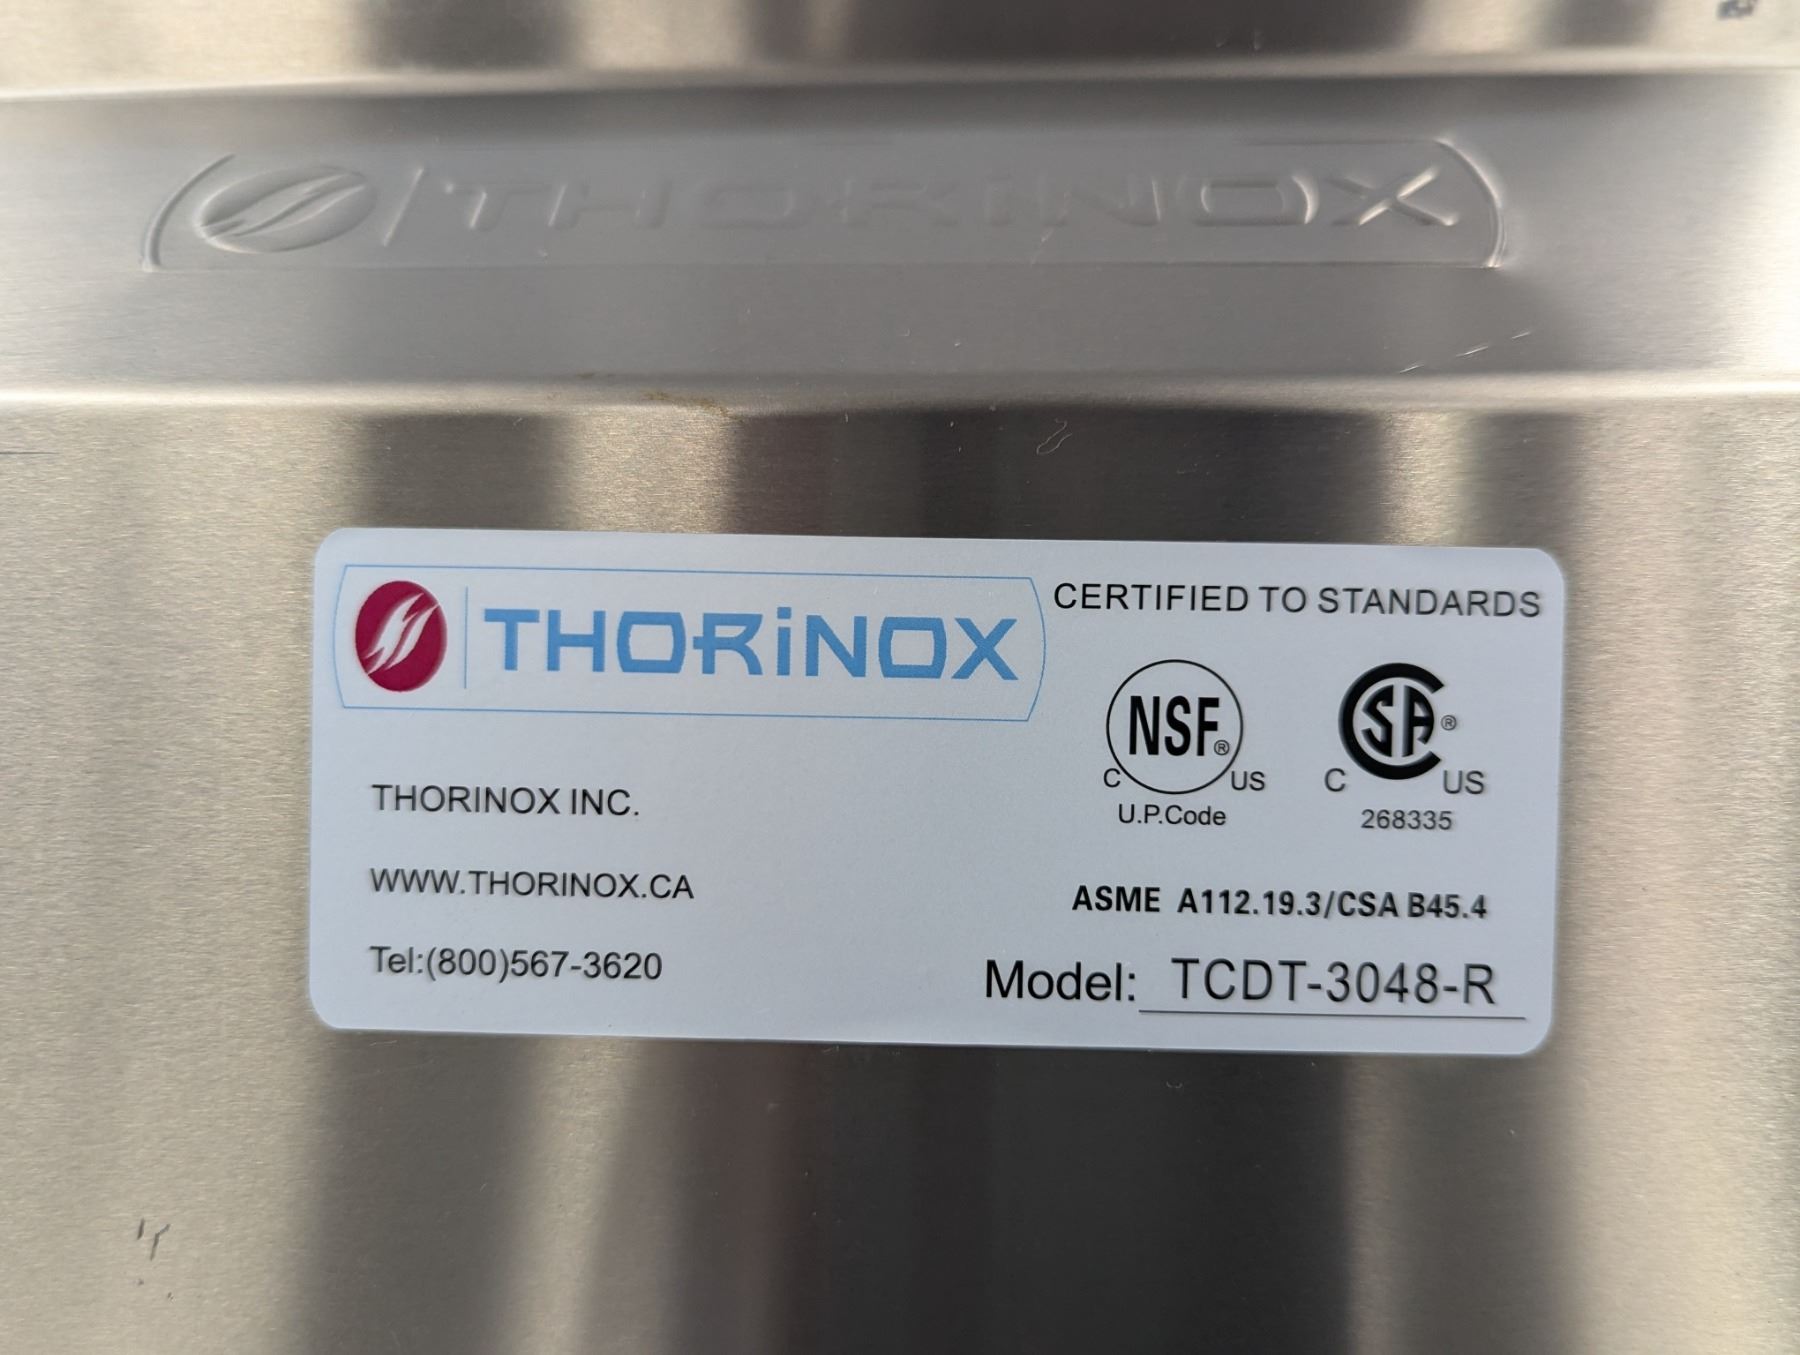 THORiNOX
THORiNOX
CERTIFIED TO STANDARDS
NSF®
C US
U.P.Code
CSA®
C US
268335
THORINOX INC.
WWW.THORINOX.CA
Tel:(800)567-3620
ASME A112.19.3/CSA B45.4
Model: TCDT-3048-R